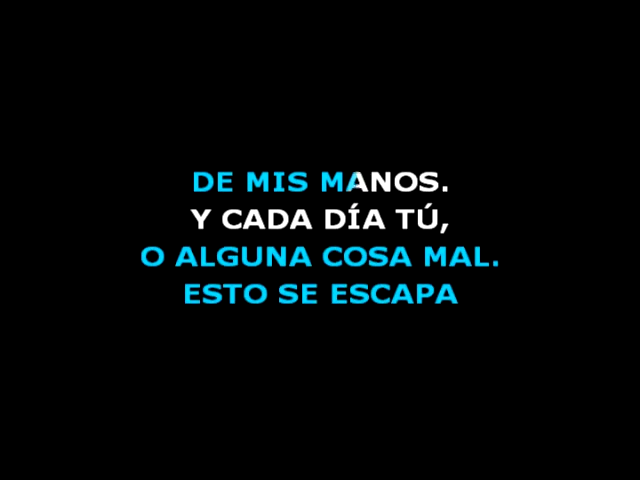 DE MIS MANOS.
Y CADA DÍA TÚ,
O ALGUNA COSA MAL.
ESTO SE ESCAPA